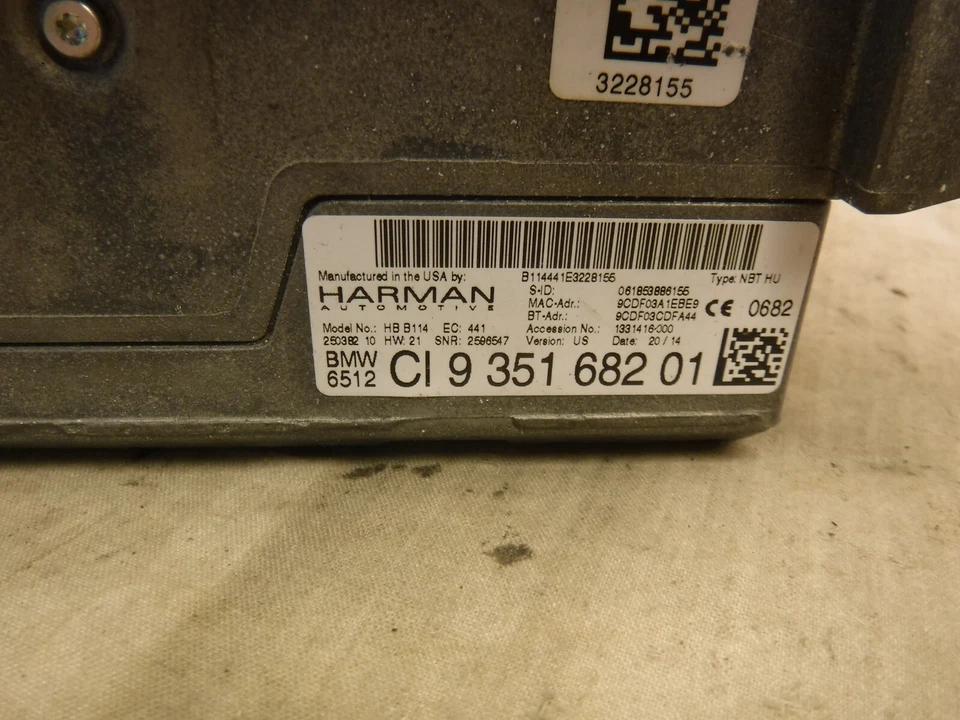 3228155
B114441E3228155
Manufactured in the USA by:
Type: NBT HU
HARMAN
AUTOMOTIVE
S-ID: 061853886155
MAC-Adr.: 9CDF03A1EBE9
BT-Adr.: 9CDF03CDFA44
CE 0682
Model No.: HB B114 EC: 441
Accession No.: 1331416-000
250382 10 HW: 21 SNR: 2596547
Version: US Date: 20 / 14
BMW
6512
CI 9 351 682 01